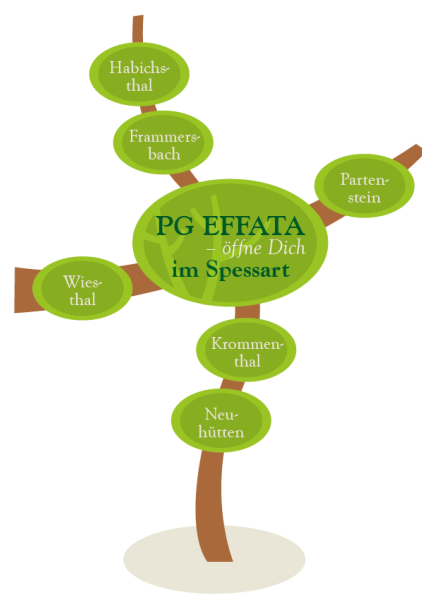 Habichs-
thal
Frammers-
bach
Parten-
stein
PG EFFATA
– öffne Dich
im Spessart
Wies-
thal
Krommen-
thal
Neu-
hütten